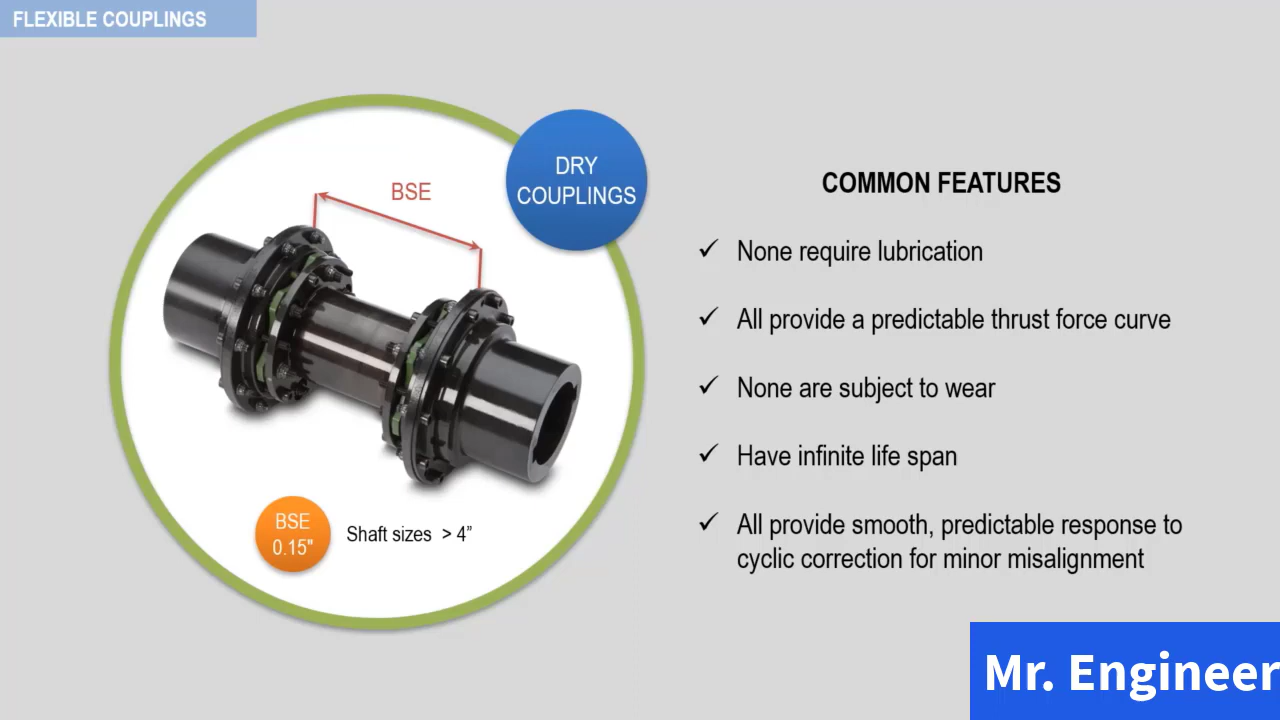 FLEXIBLE COUPLINGS
DRY
COUPLINGS
BSE
BSE
0.15"
Shaft sizes > 4”
COMMON FEATURES
✓ None require lubrication
✓ All provide a predictable thrust force curve
✓ None are subject to wear
✓ Have infinite life span
✓ All provide smooth, predictable response to
cyclic correction for minor misalignment
Mr. Engineer